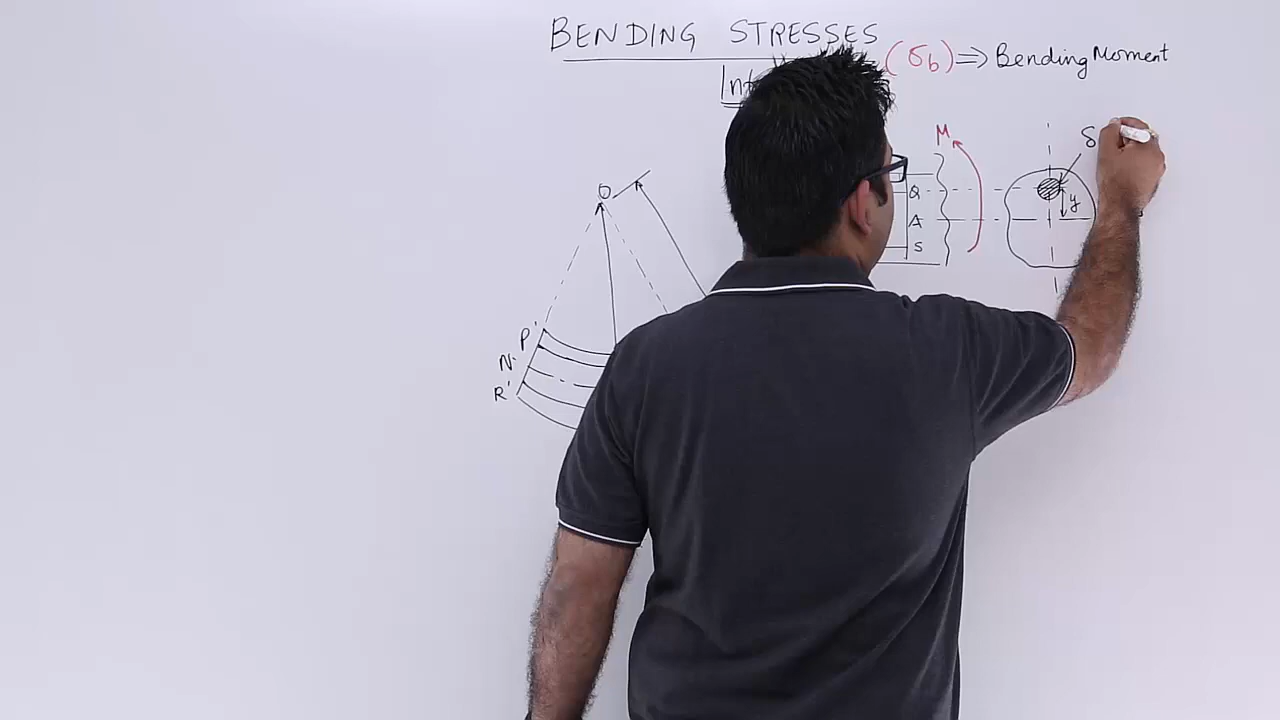 BENDING STRESSES
(σb) ⇒ Bending Moment
M
δ
O
Q
y
A
S
P'
N'
R'